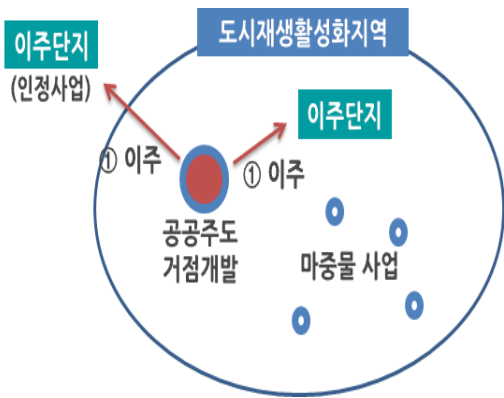 도시재생활성화지역
이주단지
(인정사업)
이주단지
① 이주
① 이주
공공주도
거점개발
마중물 사업